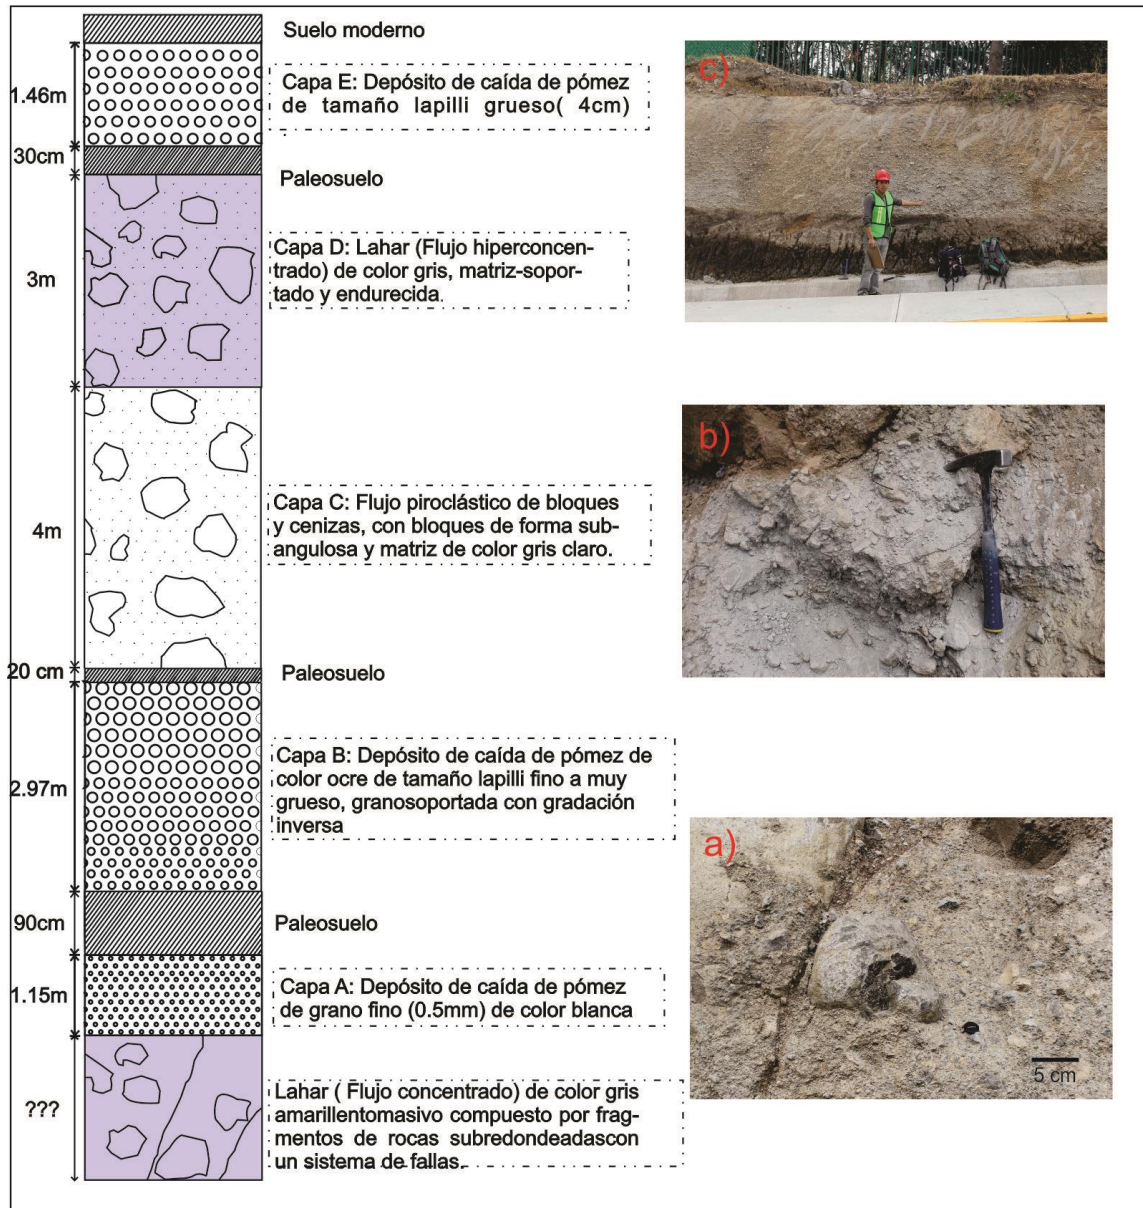 Suelo moderno
1.46m
Capa E: Depósito de caída de pómez
de tamaño lapilli grueso( 4cm)
.
30cm
Paleosuelo
3m
Capa D: Lahar (Flujo hiperconcen-
trado) de color gris, matriz-sopor-
tado y endurecida.
4m
Capa C: Flujo piroclástico de bloques
y cenizas, con bloques de forma sub-
angulosa y matriz de color gris claro.
20 cm
Paleosuelo
2.97m
Capa B: Depósito de caída de pómez de
color ocre de tamaño lapilli fino a muy
grueso, granosoportada con gradación
inversa
90cm
Paleosuelo
1.15m
Capa A: Depósito de caída de pómez
de grano fino (0.5mm) de color blanca
???
Lahar ( Flujo concentrado) de color gris
amarillentomasivo compuesto por frag-
mentos de rocas subredondeadascon
un sistema de fallas.
c)
b)
a)
5 cm